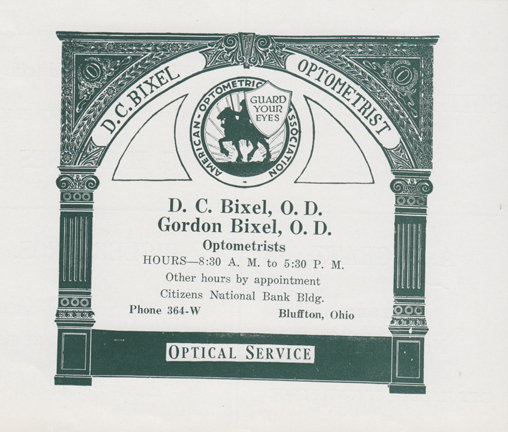 D. C. BIXEL
OPTOMETRIST
AMERICAN - OPTOMETRIC ASSOCIATION
GUARD
YOUR
EYES
D. C. Bixel, O. D.
Gordon Bixel, O. D.
Optometrists
HOURS—8:30 A. M. to 5:30 P. M.
Other hours by appointment
Citizens National Bank Bldg.
Phone 364-W Bluffton, Ohio
OPTICAL SERVICE